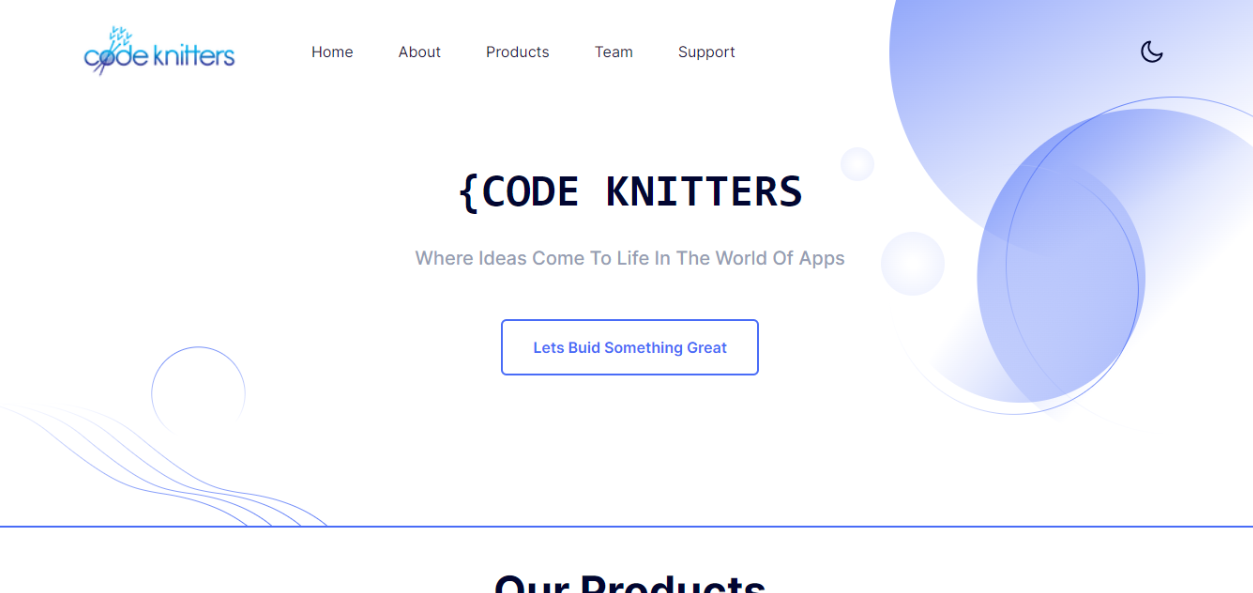 code knitters
Home About Products Team Support
{CODE KNITTERS
Where Ideas Come To Life In The World Of Apps
Lets Buid Something Great
Our Products